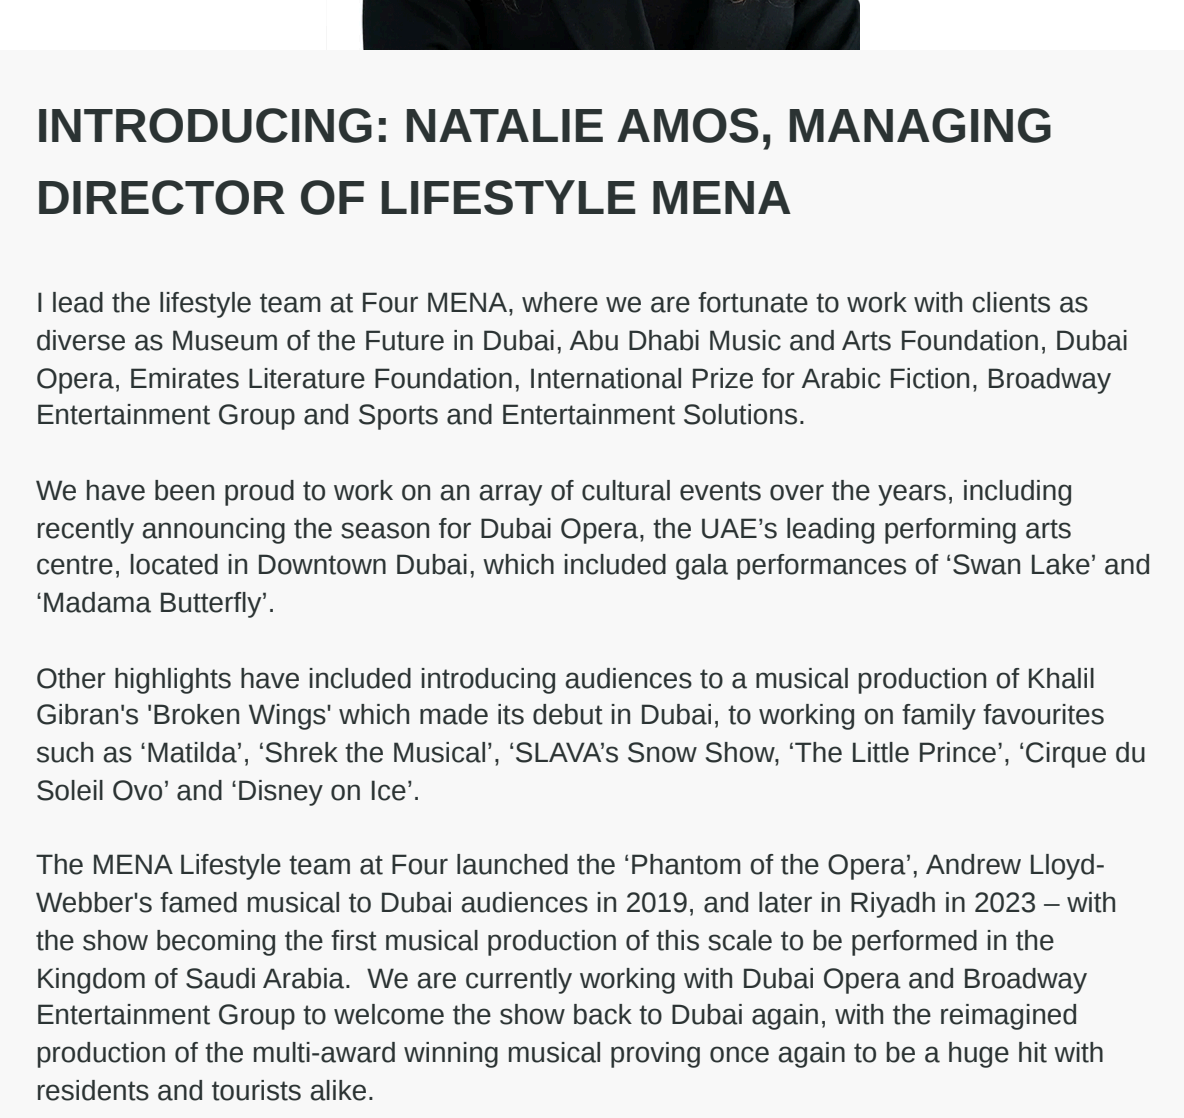 INTRODUCING: NATALIE AMOS, MANAGING
DIRECTOR OF LIFESTYLE MENA
I lead the lifestyle team at Four MENA, where we are fortunate to work with clients as
diverse as Museum of the Future in Dubai, Abu Dhabi Music and Arts Foundation, Dubai
Opera, Emirates Literature Foundation, International Prize for Arabic Fiction, Broadway
Entertainment Group and Sports and Entertainment Solutions.
We have been proud to work on an array of cultural events over the years, including
recently announcing the season for Dubai Opera, the UAE’s leading performing arts
centre, located in Downtown Dubai, which included gala performances of ‘Swan Lake’ and
‘Madama Butterfly’.
Other highlights have included introducing audiences to a musical production of Khalil
Gibran's 'Broken Wings' which made its debut in Dubai, to working on family favourites
such as ‘Matilda’, ‘Shrek the Musical’, ‘SLAVA’s Snow Show, ‘The Little Prince’, ‘Cirque du
Soleil Ovo’ and ‘Disney on Ice’.
The MENA Lifestyle team at Four launched the ‘Phantom of the Opera’, Andrew Lloyd-
Webber's famed musical to Dubai audiences in 2019, and later in Riyadh in 2023 – with
the show becoming the first musical production of this scale to be performed in the
Kingdom of Saudi Arabia.  We are currently working with Dubai Opera and Broadway
Entertainment Group to welcome the show back to Dubai again, with the reimagined
production of the multi-award winning musical proving once again to be a huge hit with
residents and tourists alike.